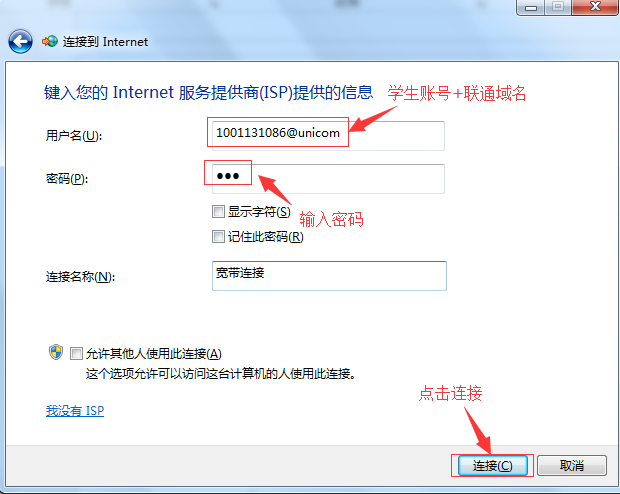 连接到 Internet
键入您的 Internet 服务提供商(ISP)提供的信息 学生账号+联通域名
用户名(U): 1001131086@unicom
密码(P): ●●●
显示字符(S)
输入密码
记住此密码(R)
连接名称(N): 宽带连接
允许其他人使用此连接(A)
这个选项允许可以访问这台计算机的人使用此连接。
点击连接
我没有 ISP
连接(C) 取消